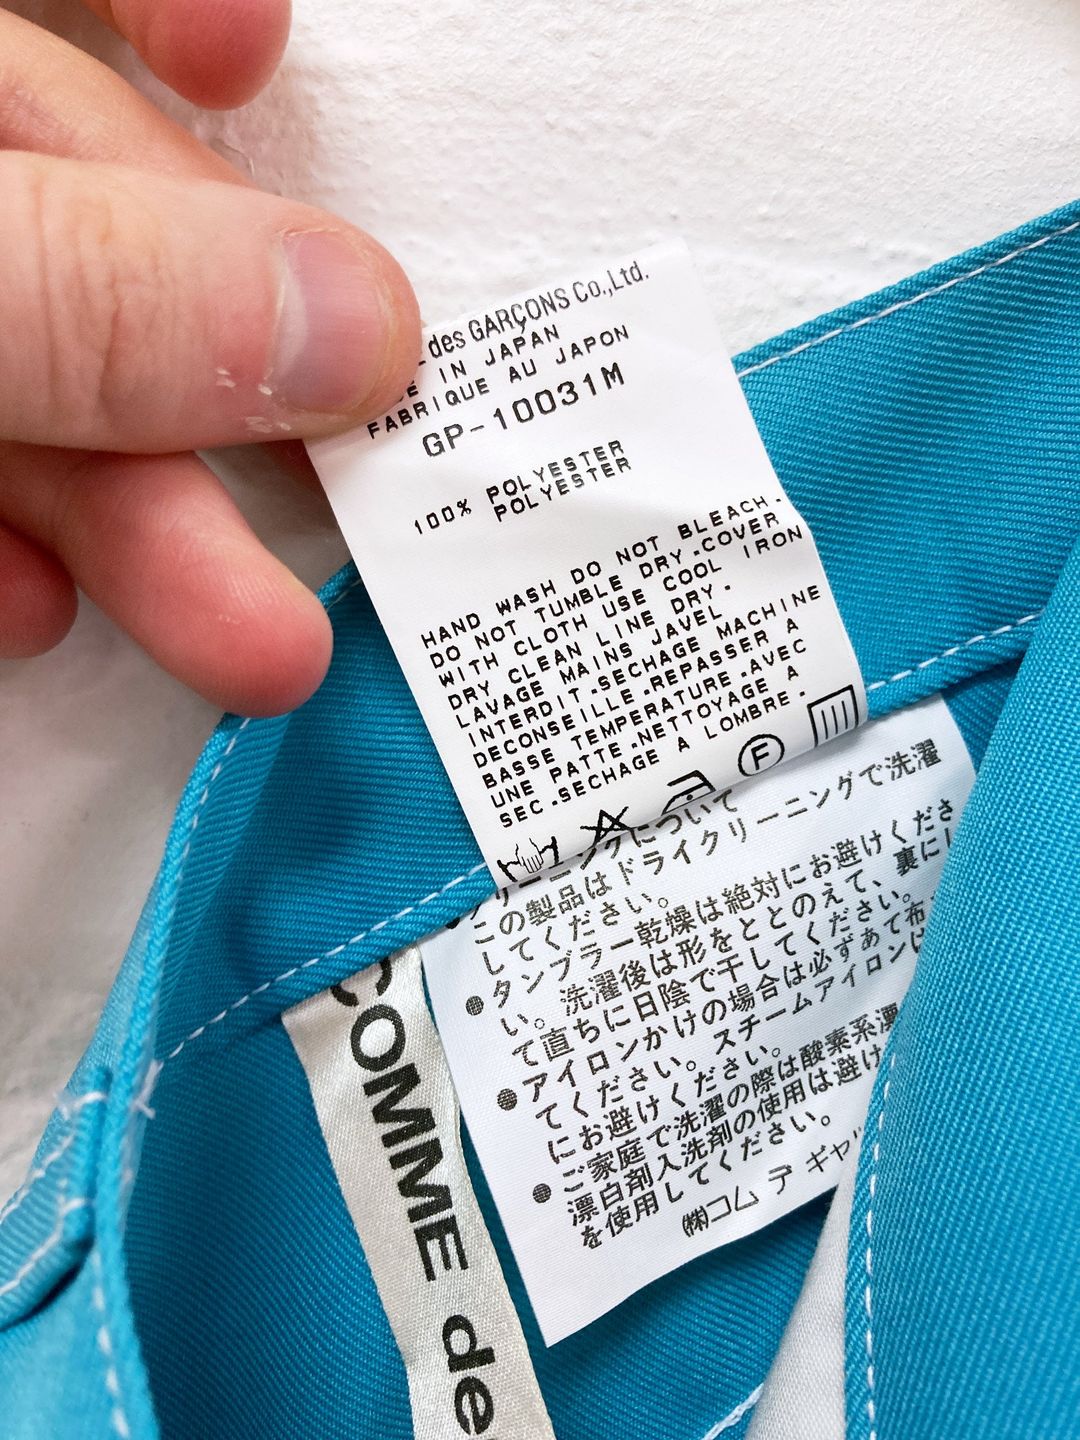 des GARÇONS Co.,Ltd.
IN JAPAN
FABRIQUE AU JAPON
GP-10031M
100% POLYESTER
POLYESTER
HAND WASH DO NOT BLEACH.
DO NOT TUMBLE DRY.COVER
WITH CLOTH USE COOL IRON
DRY CLEAN LINE DRY.
LAVAGE MAINS JAVEL
INTERDIT.SECHAGE MACHINE
DECONSEILLE.REPASSER A
BASSE TEMPERATURE.AVEC
UNE PATTE.NETTOYAGE A
SEC.SECHAGE A LOMBRE.
F
クリーニングについて
この製品はドライクリーニングで洗濯
してください。
●タンブラー乾燥は絶対にお避けくださ
い。洗濯後は形をととのえて、裏にし
て直ちに日陰で干してください。
●アイロンかけの場合は必ずあて布
てください。スチームアイロンは
にお避けください。
●ご家庭で洗濯の際は酸素系漂
漂白剤入洗剤の使用は避け
を使用してください。
㈱コム デ ギャ
COMME des